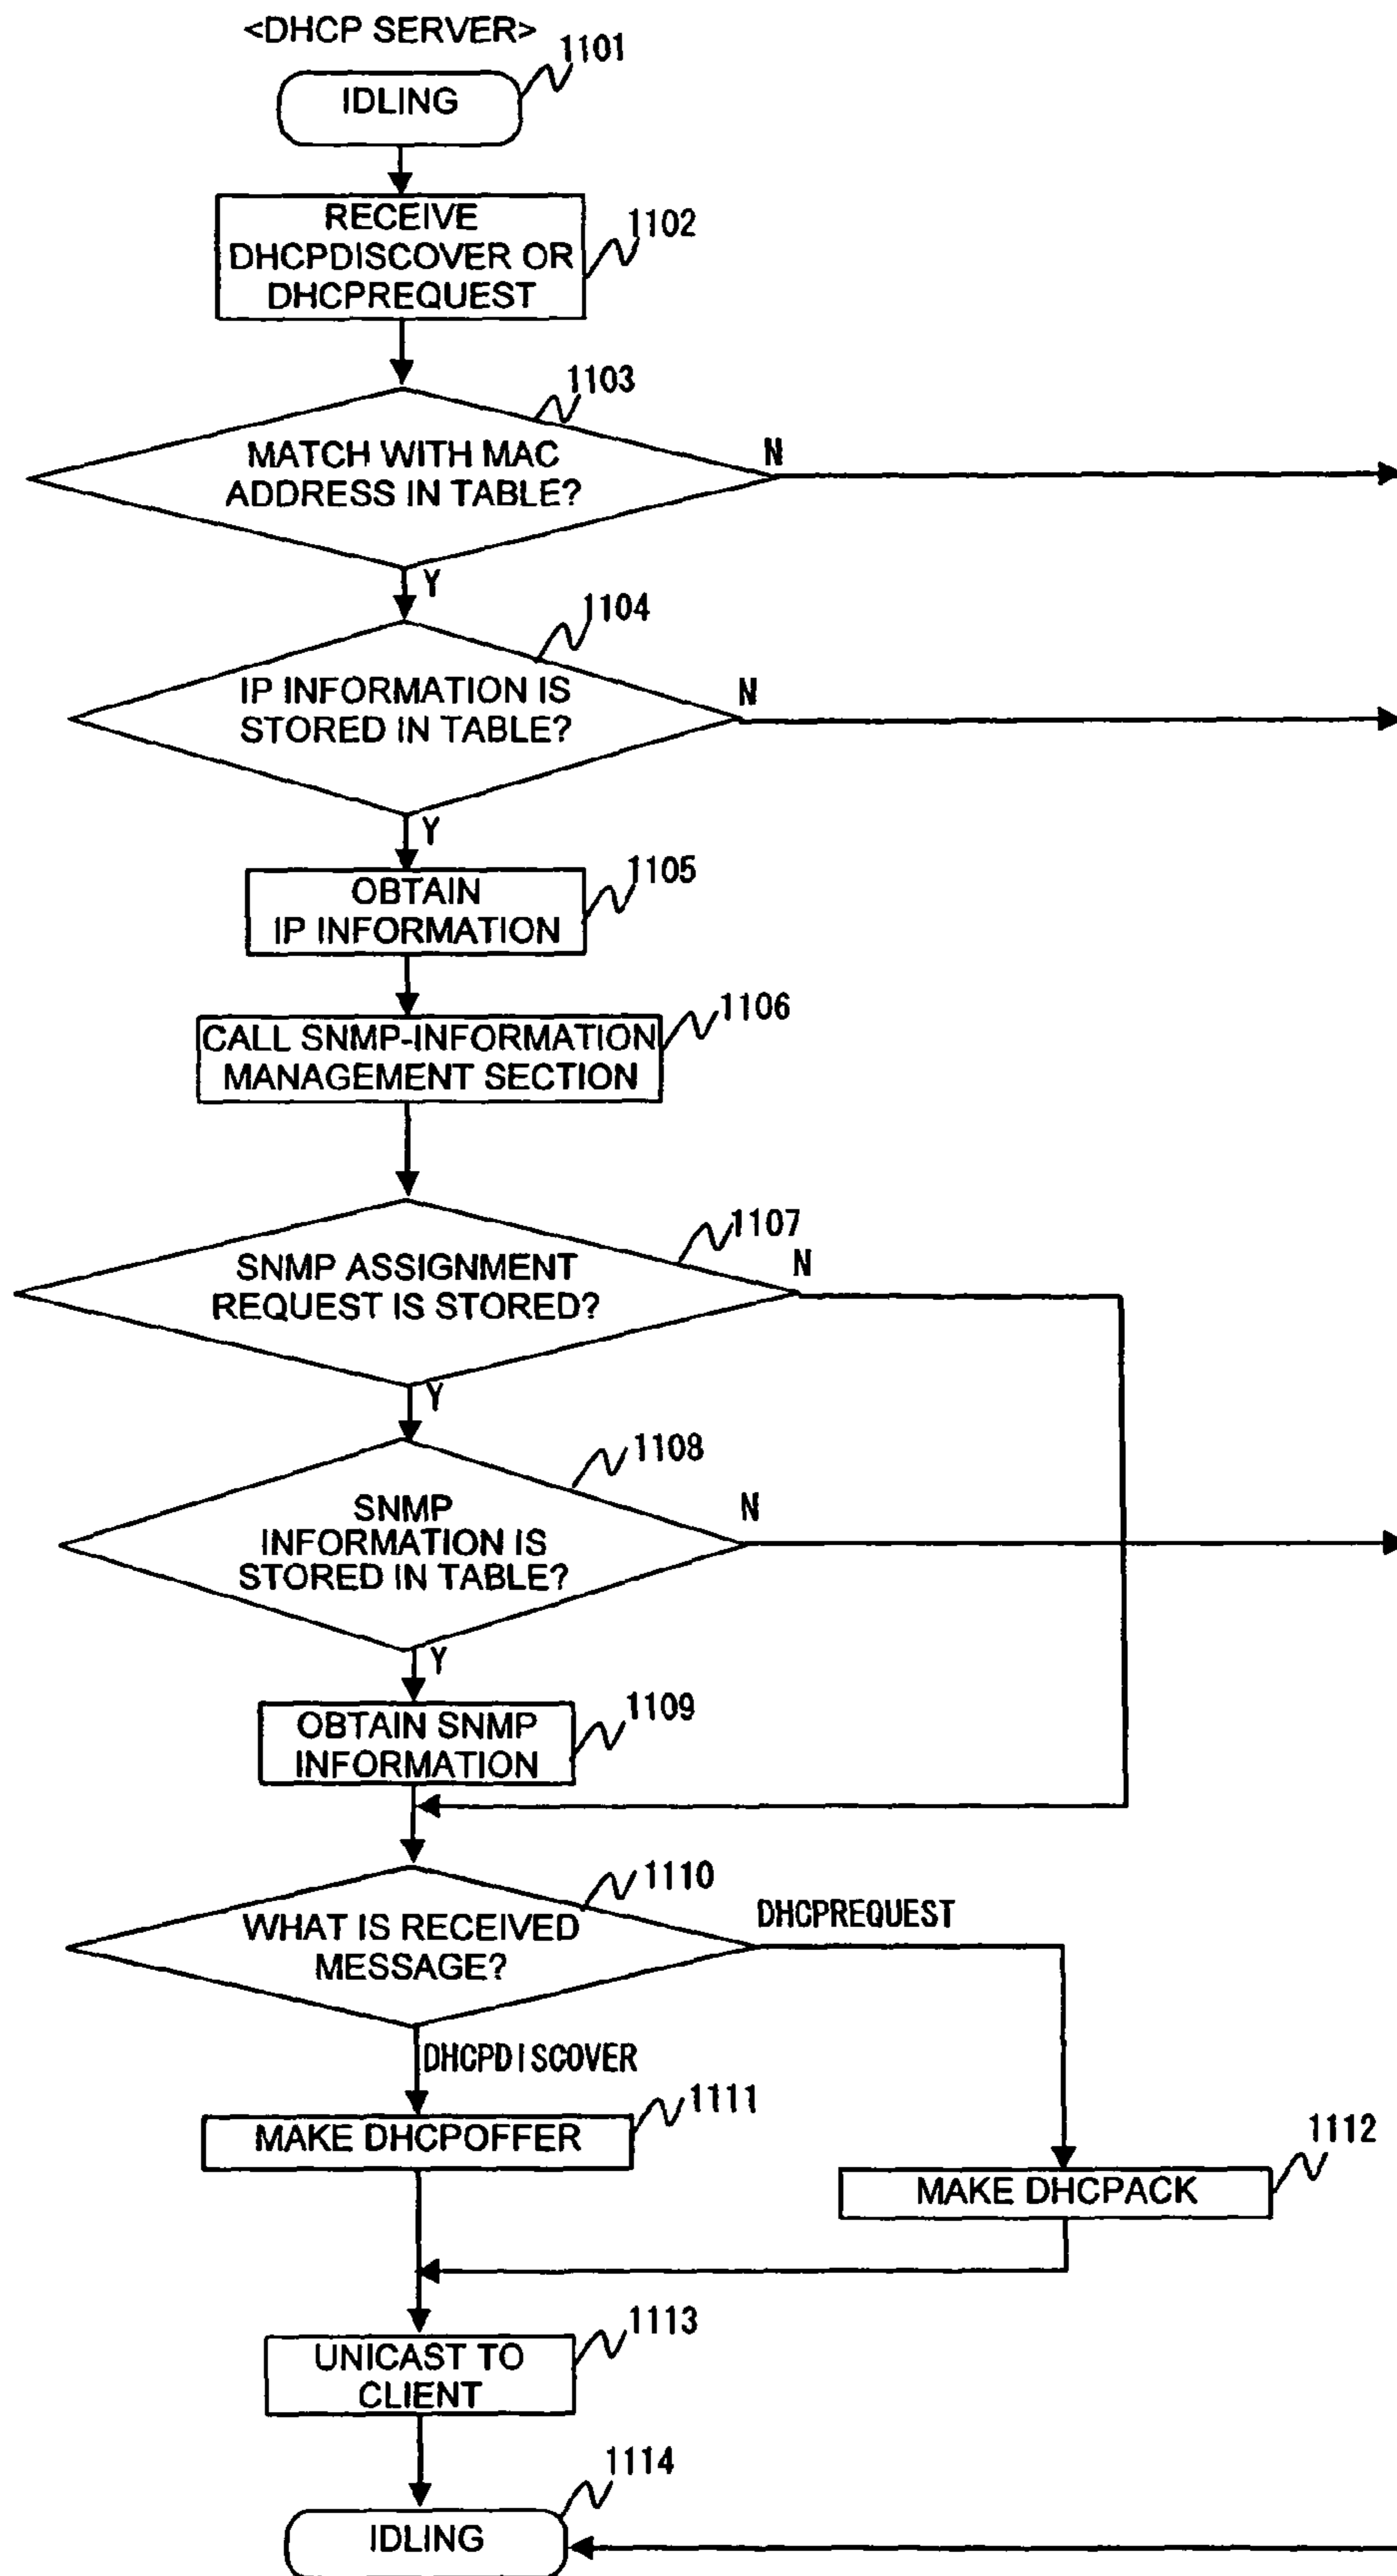 <DHCP SERVER>
1101
IDLING
RECEIVE
DHCPDISCOVER OR
DHCPREQUEST
1102
1103
MATCH WITH MAC
ADDRESS IN TABLE?
N
Y
1104
IP INFORMATION IS
STORED IN TABLE?
N
Y
OBTAIN
IP INFORMATION
1105
1106
CALL SNMP-INFORMATION
MANAGEMENT SECTION
1107
SNMP ASSIGNMENT
REQUEST IS STORED?
N
Y
1108
SNMP
INFORMATION IS
STORED IN TABLE?
N
Y
OBTAIN SNMP
INFORMATION
1109
1110
WHAT IS RECEIVED
MESSAGE?
DHCPREQUEST
DHCPDISCOVER
1111
MAKE DHCPOFFER
1112
MAKE DHCPACK
1113
UNICAST TO
CLIENT
1114
IDLING